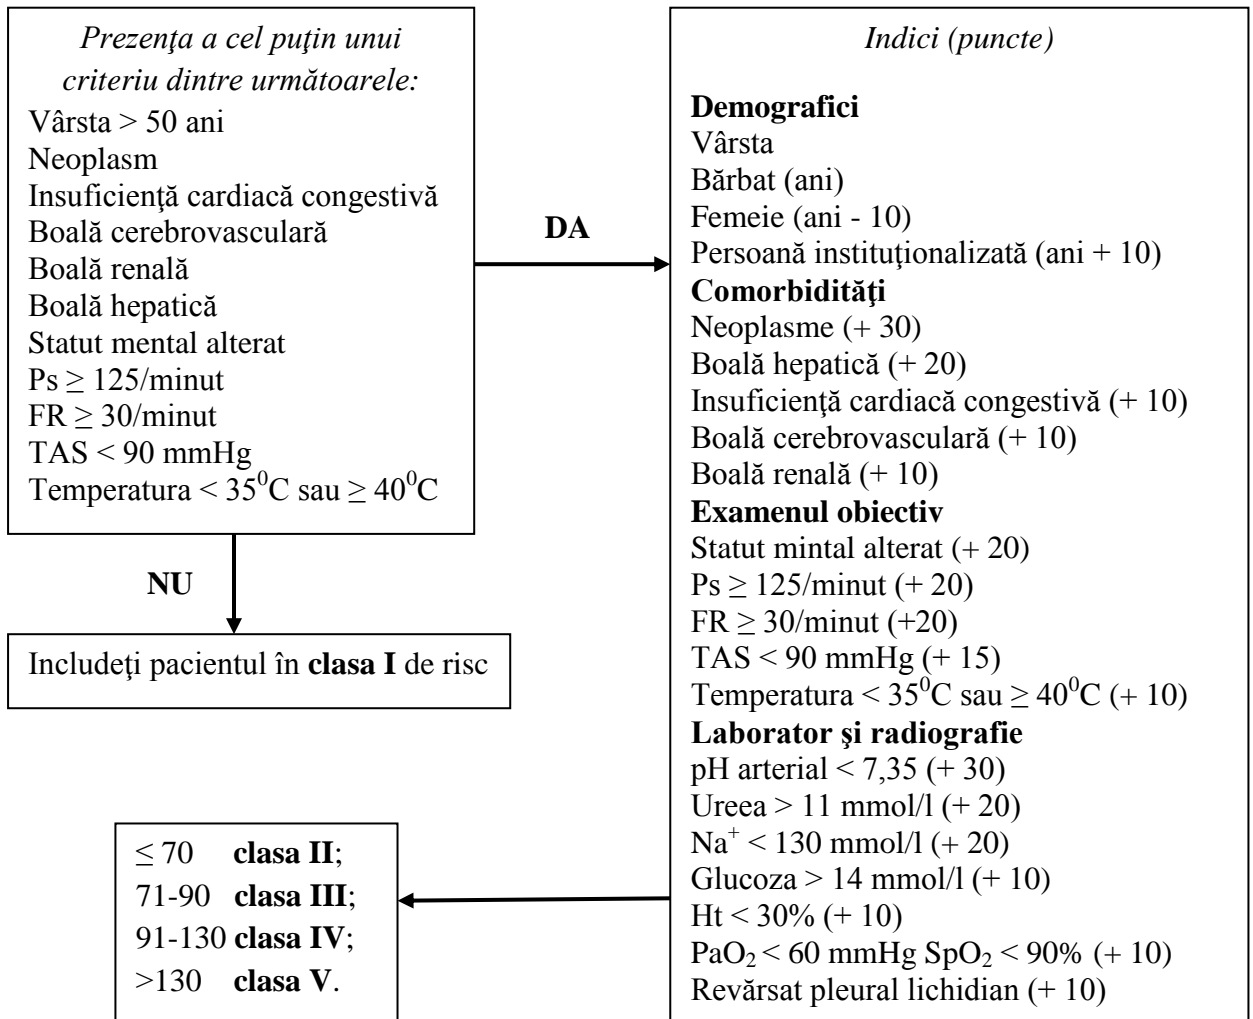 Prezenţa a cel puţin unui
criteriu dintre următoarele:
Vârsta > 50 ani
Neoplasm
Insuficienţă cardiacă congestivă
Boală cerebrovasculară
Boală renală
Boală hepatică
Statut mental alterat
Ps ≥ 125/minut
FR ≥ 30/minut
TAS < 90 mmHg
Temperatura < 35⁰C sau ≥ 40⁰C
DA
NU
Includeţi pacientul în clasa I de risc
Indici (puncte)
Demografici
Vârsta
Bărbat (ani)
Femeie (ani - 10)
Persoană instituţionalizată (ani + 10)
Comorbidităţi
Neoplasme (+ 30)
Boală hepatică (+ 20)
Insuficienţă cardiacă congestivă (+ 10)
Boală cerebrovasculară (+ 10)
Boală renală (+ 10)
Examenul obiectiv
Statut mintal alterat (+ 20)
Ps ≥ 125/minut (+ 20)
FR ≥ 30/minut (+20)
TAS < 90 mmHg (+ 15)
Temperatura < 35⁰C sau ≥ 40⁰C (+ 10)
Laborator şi radiografie
pH arterial < 7,35 (+ 30)
Ureea > 11 mmol/l (+ 20)
Na⁺ < 130 mmol/l (+ 20)
Glucoza > 14 mmol/l (+ 10)
Ht < 30% (+ 10)
PaO₂ < 60 mmHg SpO₂ < 90% (+ 10)
Revărsat pleural lichidian (+ 10)
≤ 70 clasa II;
71-90 clasa III;
91-130 clasa IV;
>130 clasa V.